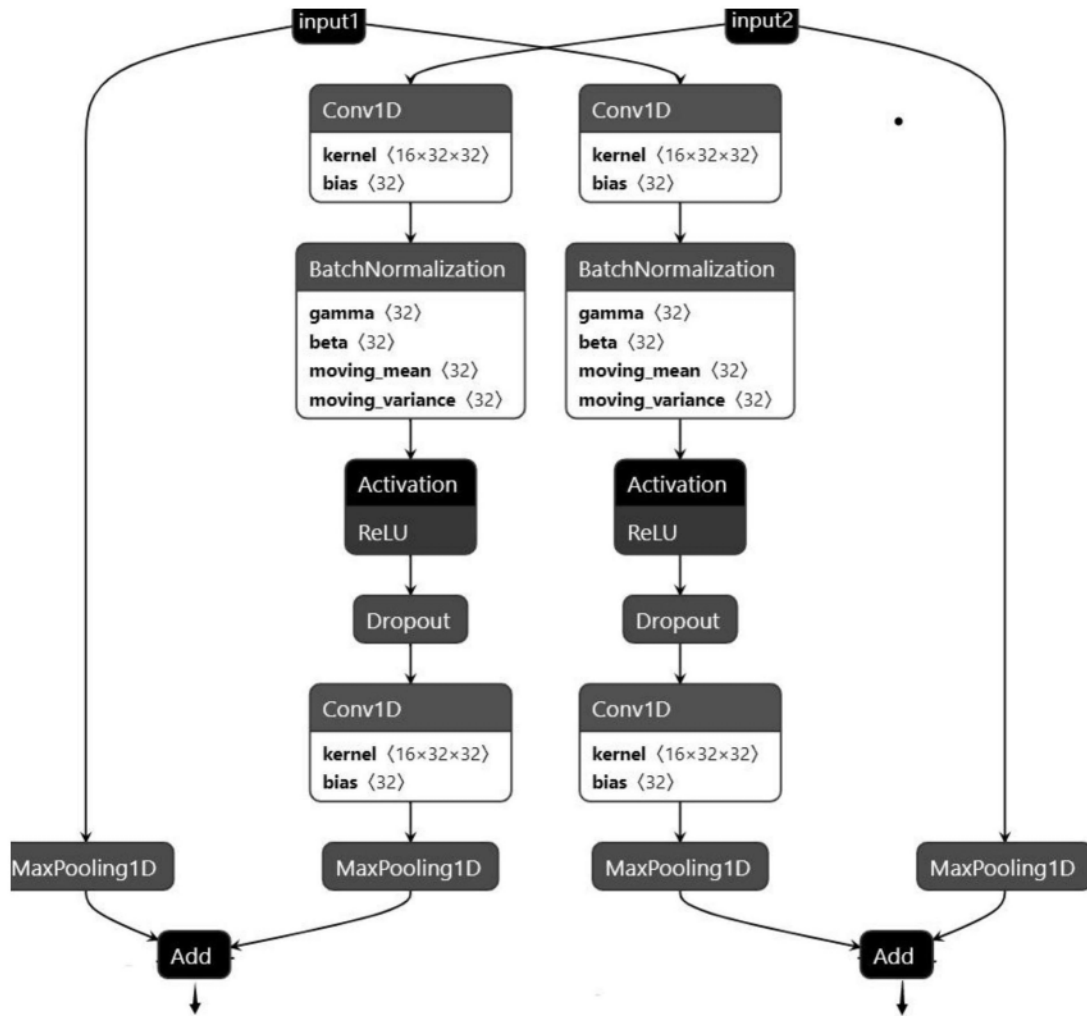 input1
input2
Conv1D
kernel 〈16×32×32〉
bias 〈32〉
Conv1D
kernel 〈16×32×32〉
bias 〈32〉
BatchNormalization
gamma 〈32〉
beta 〈32〉
moving_mean 〈32〉
moving_variance 〈32〉
BatchNormalization
gamma 〈32〉
beta 〈32〉
moving_mean 〈32〉
moving_variance 〈32〉
Activation
ReLU
Activation
ReLU
Dropout
Dropout
Conv1D
kernel 〈16×32×32〉
bias 〈32〉
Conv1D
kernel 〈16×32×32〉
bias 〈32〉
MaxPooling1D
MaxPooling1D
MaxPooling1D
MaxPooling1D
Add
Add